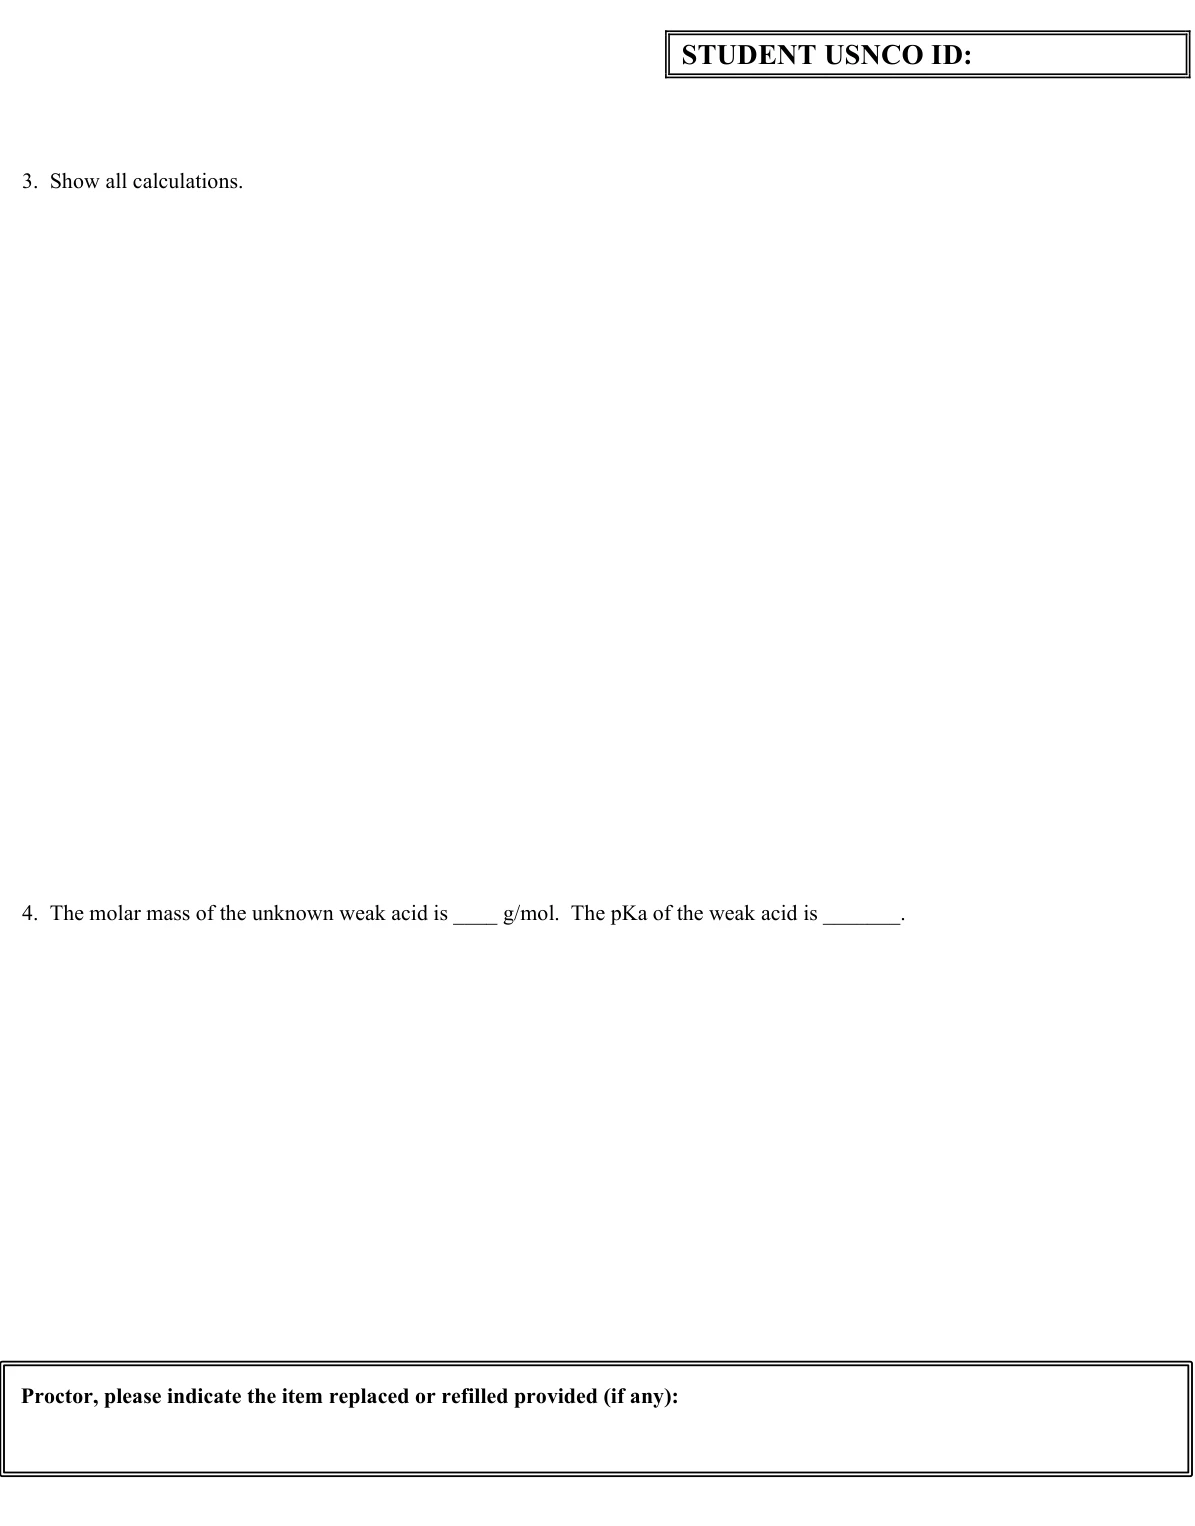 STUDENT USNCO ID:
3. Show all calculations.
4. The molar mass of the unknown weak acid is ____ g/mol. The pKa of the weak acid is _______.
Proctor, please indicate the item replaced or refilled provided (if any):